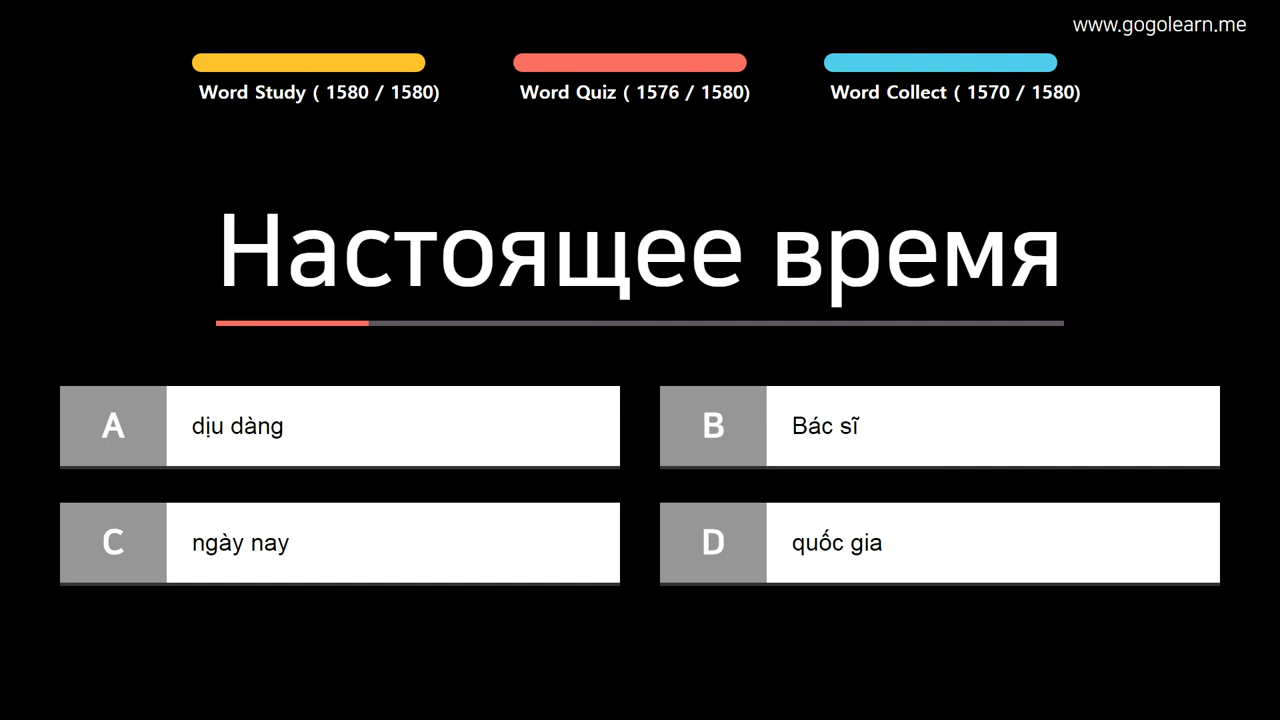 www.gogolearn.me
Word Study ( 1580 / 1580)
Word Quiz ( 1576 / 1580)
Word Collect ( 1570 / 1580)
Настоящее время
A
dịu dàng
B
Bác sĩ
C
ngày nay
D
quốc gia